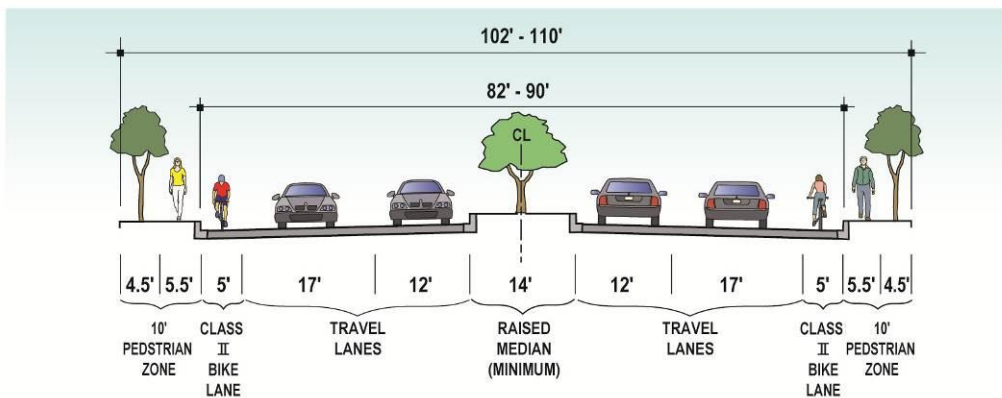 102' - 110'
82' - 90'
CL
4.5' 5.5' 5' 17' 12' 14' 12' 17' 5' 5.5' 4.5'
10'
PEDSTRIAN
ZONE
CLASS
II
BIKE
LANE
TRAVEL
LANES
RAISED
MEDIAN
(MINIMUM)
TRAVEL
LANES
CLASS
II
BIKE
LANE
10'
PEDSTRIAN
ZONE